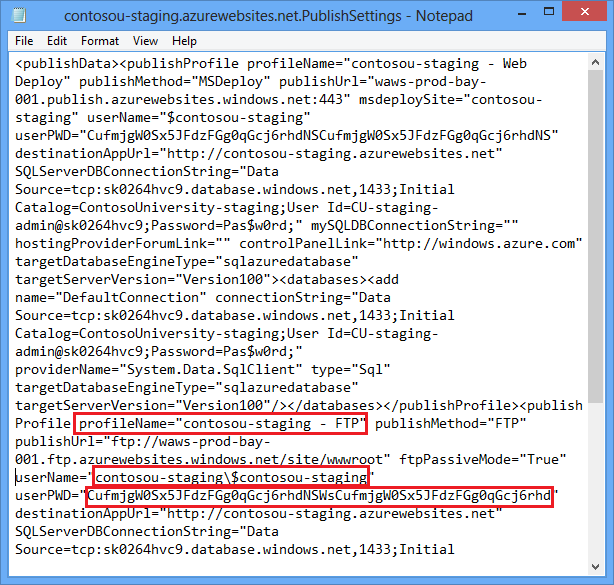 contosou-staging.azurewebsites.net.PublishSettings - Notepad
File Edit Format View Help
<publishData><publishProfile profileName="contosou-staging - Web
Deploy" publishMethod="MSDeploy" publishUrl="waws-prod-bay-
001.publish.azurewebsites.windows.net:443" msdeploySite="contosou-
staging" userName="$contosou-staging"
userPWD="CufmjgW0Sx5JFdzFGg0qGcj6rhdNSCufmjgW0Sx5JFdzFGg0qGcj6rhdNS"
destinationAppUrl="http://contosou-staging.azurewebsites.net"
SQLServerDBConnectionString="Data
Source=tcp:sk0264hvc9.database.windows.net,1433;Initial
Catalog=ContosoUniversity-staging;User Id=CU-staging-
admin@sk0264hvc9;Password=Pas$w0rd;" mySQLDBConnectionString=""
hostingProviderForumLink="" controlPanelLink="http://windows.azure.com"
targetDatabaseEngineType="sqlazuredatabase"
targetServerVersion="Version100"><databases><add
name="DefaultConnection" connectionString="Data
Source=tcp:sk0264hvc9.database.windows.net,1433;Initial
Catalog=ContosoUniversity-staging;User Id=CU-staging-
admin@sk0264hvc9;Password=Pas$w0rd;"
providerName="System.Data.SqlClient" type="Sql"
targetDatabaseEngineType="sqlazuredatabase"
targetServerVersion="Version100"/></databases></publishProfile><publish
Profile profileName="contosou-staging - FTP" publishMethod="FTP"
publishUrl="ftp://waws-prod-bay-
001.ftp.azurewebsites.windows.net/site/wwwroot" ftpPassiveMode="True"
userName="contosou-staging\$contosou-staging"
userPWD="CufmjgW0Sx5JFdzFGg0qGcj6rhdNSWsCufmjgW0Sx5JFdzFGg0qGcj6rhd"
destinationAppUrl="http://contosou-staging.azurewebsites.net"
SQLServerDBConnectionString="Data
Source=tcp:sk0264hvc9.database.windows.net,1433;Initial